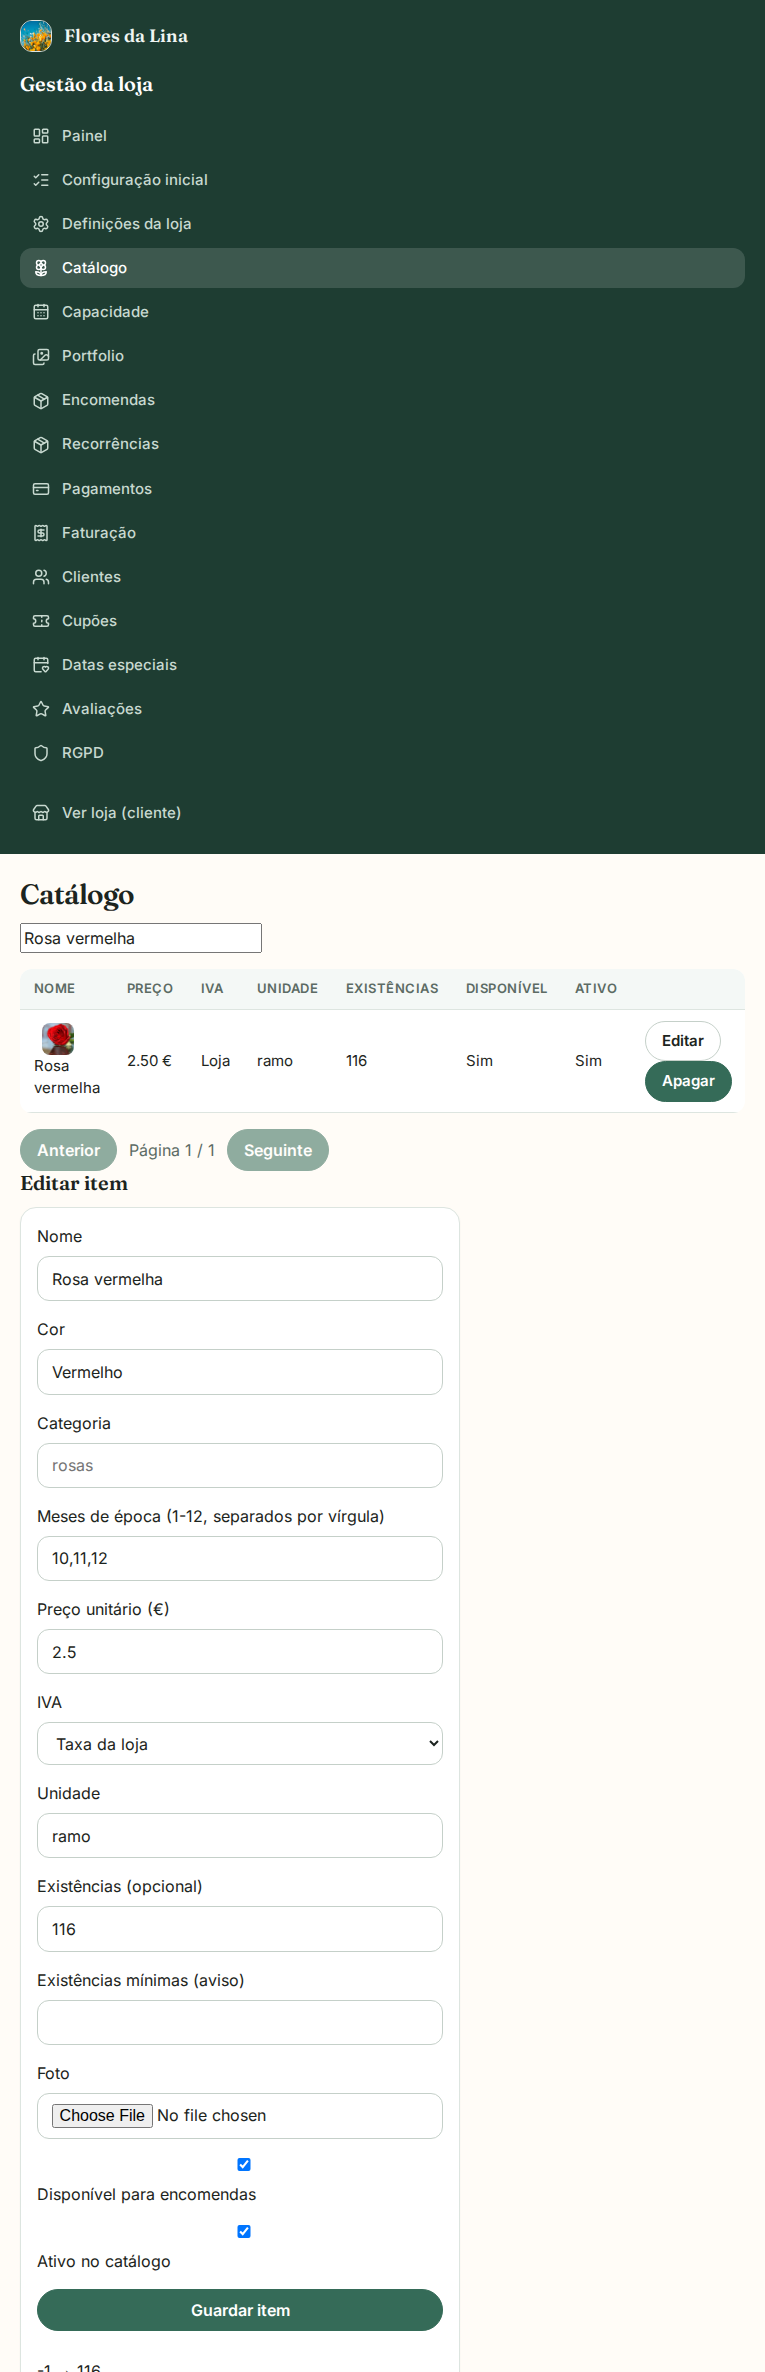 Flores da Lina
Gestão da loja
Painel
Configuração inicial
Definições da loja
Catálogo
Capacidade
Portfolio
Encomendas
Recorrências
Pagamentos
Faturação
Clientes
Cupões
Datas especiais
Avaliações
RGPD
Ver loja (cliente)
Catálogo
Rosa vermelha
NOME PREÇO IVA UNIDADE EXISTÊNCIAS DISPONÍVEL ATIVO
Rosa vermelha 2.50 € Loja ramo 116 Sim Sim Editar
Apagar
Anterior Página 1 / 1 Seguinte
Editar item
Nome
Rosa vermelha
Cor
Vermelho
Categoria
rosas
Meses de época (1-12, separados por vírgula)
10,11,12
Preço unitário (€)
2.5
IVA
Taxa da loja
Unidade
ramo
Existências (opcional)
116
Existências mínimas (aviso)
Foto
Choose File No file chosen
Disponível para encomendas
Ativo no catálogo
Guardar item